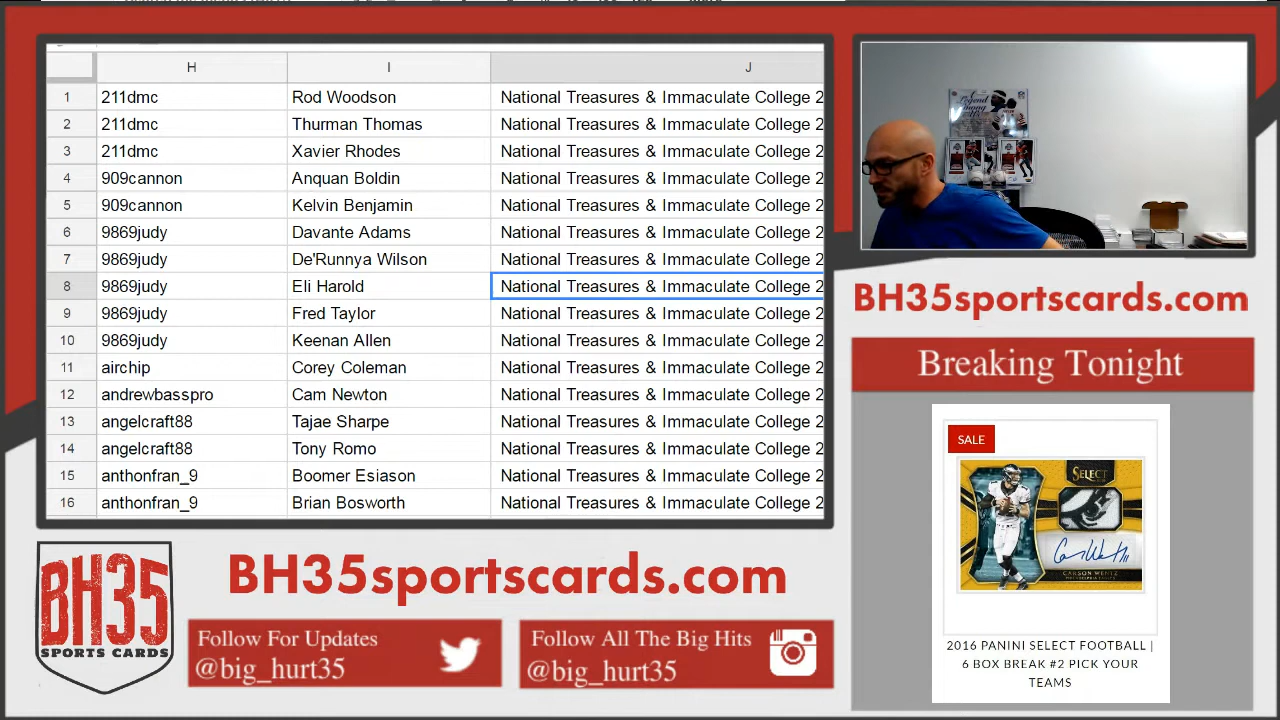 H I J
1 211dmc Rod Woodson National Treasures & Immaculate College 2
2 211dmc Thurman Thomas National Treasures & Immaculate College 2
3 211dmc Xavier Rhodes National Treasures & Immaculate College 2
4 909cannon Anquan Boldin National Treasures & Immaculate College 2
5 909cannon Kelvin Benjamin National Treasures & Immaculate College 2
6 9869judy Davante Adams National Treasures & Immaculate College 2
7 9869judy De'Runnya Wilson National Treasures & Immaculate College 2
8 9869judy Eli Harold National Treasures & Immaculate College 2
9 9869judy Fred Taylor National Treasures & Immaculate College 2
10 9869judy Keenan Allen National Treasures & Immaculate College 2
11 airchip Corey Coleman National Treasures & Immaculate College 2
12 andrewbasspro Cam Newton National Treasures & Immaculate College 2
13 angelcraft88 Tajae Sharpe National Treasures & Immaculate College 2
14 angelcraft88 Tony Romo National Treasures & Immaculate College 2
15 anthonfran_9 Boomer Esiason National Treasures & Immaculate College 2
16 anthonfran_9 Brian Bosworth National Treasures & Immaculate College 2
BH35sportscards.com
Breaking Tonight
SALE
SELECT
CARSON WENTZ
PHILADELPHIA EAGLES
2016 PANINI SELECT FOOTBALL |
6 BOX BREAK #2 PICK YOUR
TEAMS
BH35
SPORTS CARDS
BH35sportscards.com
Follow For Updates
@big_hurt35
Follow All The Big Hits
@big_hurt35